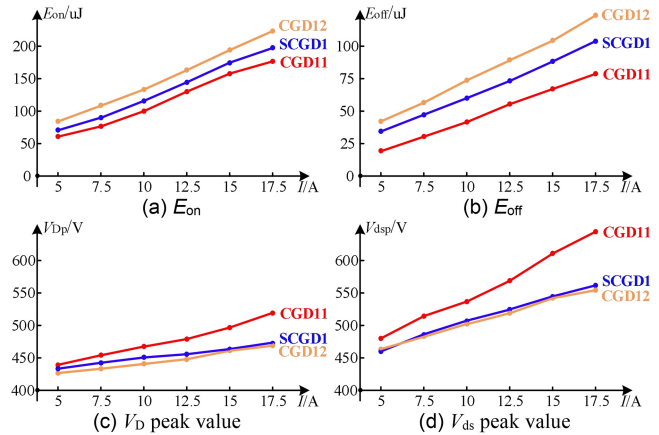 Eon/uJ
200
150
100
50
0
5 7.5 10 12.5 15 17.5 I/A
CGD12
SCGD1
CGD11
(a) Eon
Eoff/uJ
100
75
50
25
0
5 7.5 10 12.5 15 17.5 I/A
CGD12
SCGD1
CGD11
(b) Eoff
VDp/V
600
550
500
450
400
5 7.5 10 12.5 15 17.5 I/A
CGD11
SCGD1
CGD12
(c) VD peak value
Vdsp/V
600
550
500
450
400
5 7.5 10 12.5 15 17.5 I/A
CGD11
SCGD1
CGD12
(d) Vds peak value